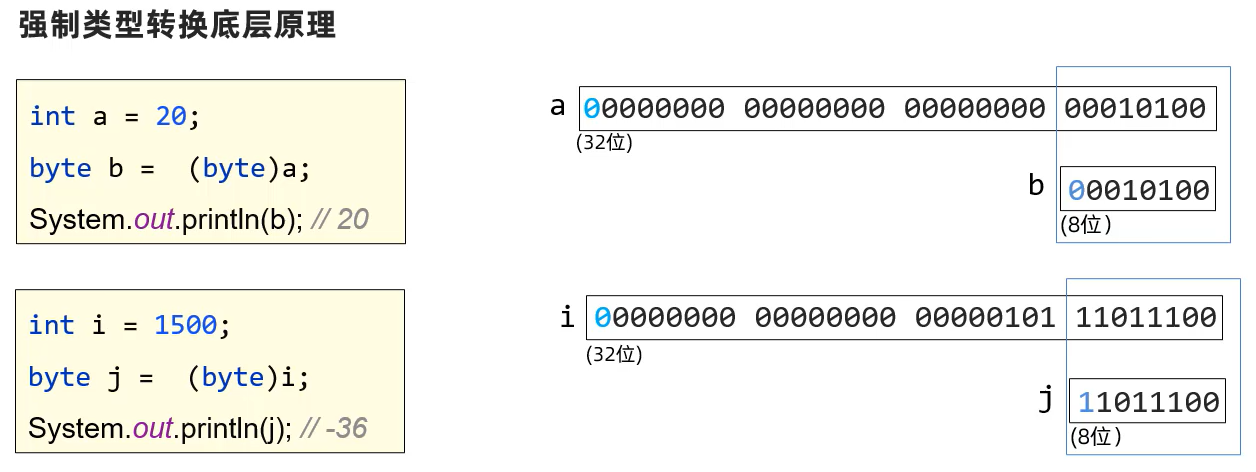 强制类型转换底层原理
int a = 20;
byte b =  (byte)a;
System.out.println(b); // 20
a 00000000 00000000 00000000 00010100
(32位)
b 00010100
(8位)
int i = 1500;
byte j =  (byte)i;
System.out.println(j); // -36
i 00000000 00000000 00000101 11011100
(32位)
j 11011100
(8位)